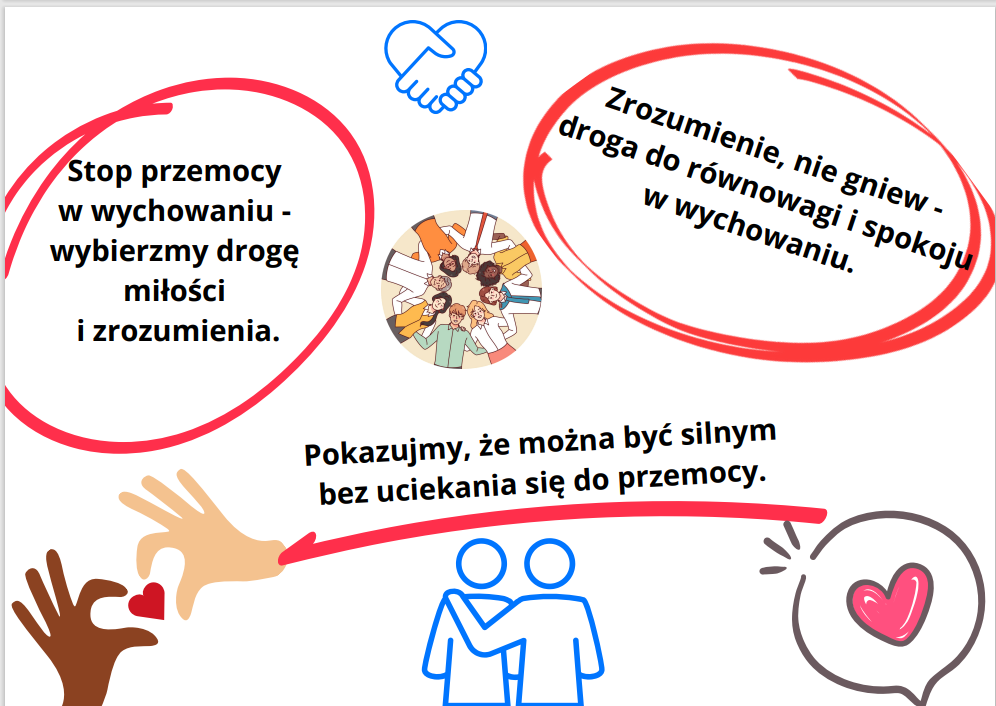 Stop przemocy
w wychowaniu -
wybierzmy drogę
miłości
i zrozumienia.
Zrozumienie, nie gniew -
droga do równowagi i spokoju
w wychowaniu.
Pokazujmy, że można być silnym
bez uciekania się do przemocy.